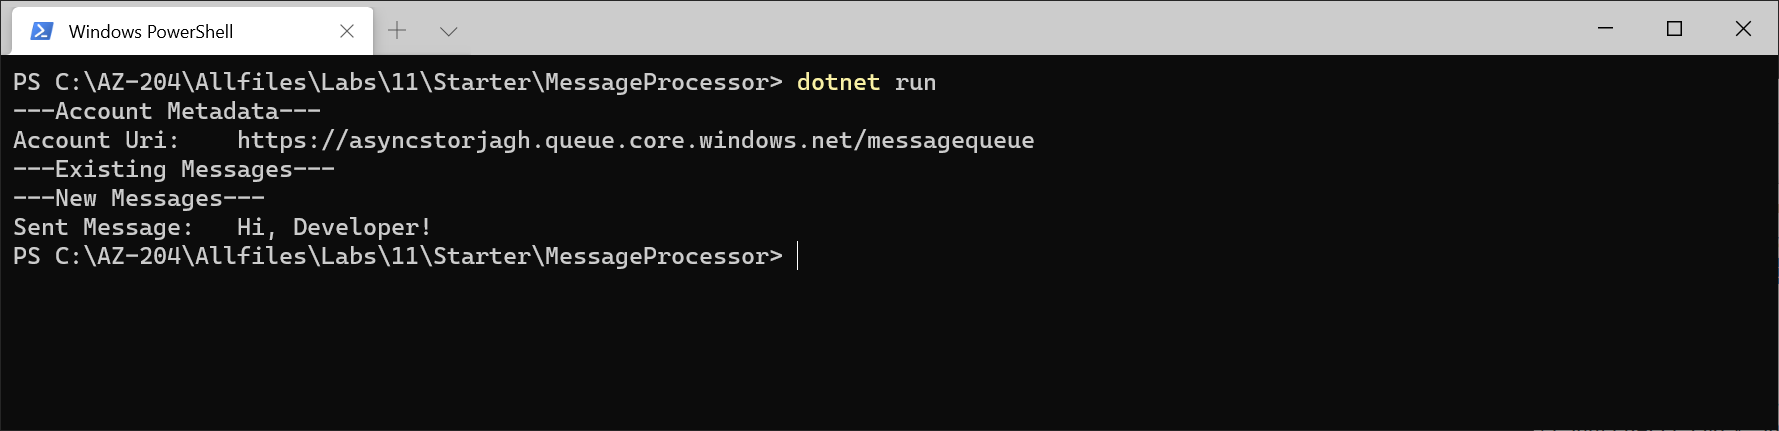 Windows PowerShell
PS C:\AZ-204\Allfiles\Labs\11\Starter\MessageProcessor> dotnet run
---Account Metadata---
Account Uri:    https://asyncstorjagh.queue.core.windows.net/messagequeue
---Existing Messages---
---New Messages---
Sent Message:   Hi, Developer!
PS C:\AZ-204\Allfiles\Labs\11\Starter\MessageProcessor>